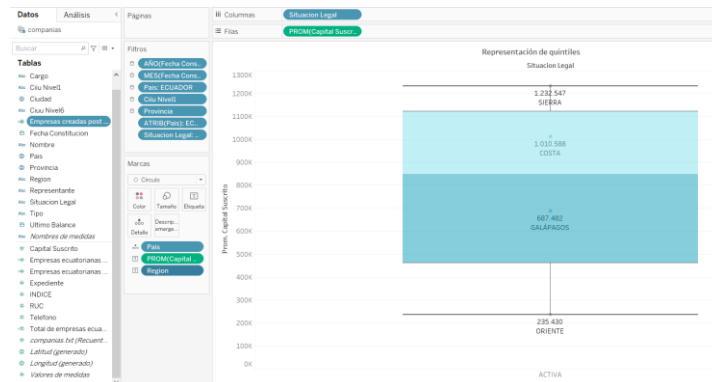 Datos
Análisis
companias
Buscar
Tablas
Cargo
Ciiu Nivel1
Ciudad
Ciuu Nivel6
Empresas creadas post ...
Fecha Constitucion
Nombre
Pais
Provincia
Region
Representante
Situacion Legal
Tipo
Ultimo Balance
Nombres de medidas
Capital Suscrito
Empresas ecuatorianas ...
Empresas ecuatorianas ...
Expediente
INDICE
RUC
Telefono
Total de empresas ecua...
companias.txt (Recuent...
Latitud (generado)
Longitud (generado)
Valores de medidas
Páginas
Filtros
AÑO(Fecha Cons..
MES(Fecha Cons..
Pais: ECUADOR
Ciiu Nivel1
Provincia
ATRIB(Pais): EC..
Situacion Legal: ..
Marcas
Círculo
Color
Tamaño
Etiqueta
Detalle
Descrip...
emerge...
Pais
PROM(Capital ..
Region
Columnas
Situacion Legal
Filas
PROM(Capital Suscr..
Representación de quintiles
Situacion Legal
Prom. Capital Suscrito
1300K
1200K
1100K
1000K
900K
800K
700K
600K
500K
400K
300K
200K
100K
0K
1.232.547
SIERRA
1.010.588
COSTA
687.482
GALÁPAGOS
235.430
ORIENTE
ACTIVA